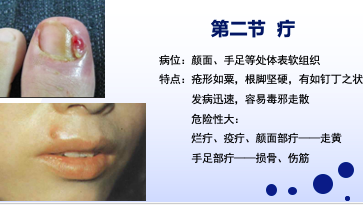 第二节 疔
病位：颜面、手足等处体表软组织
特点：疮形如粟，根脚坚硬，有如钉丁之状
发病迅速，容易毒邪走散
危险性大：
烂疔、疫疔、颜面部疔——走黄
手足部疔——损骨、伤筋